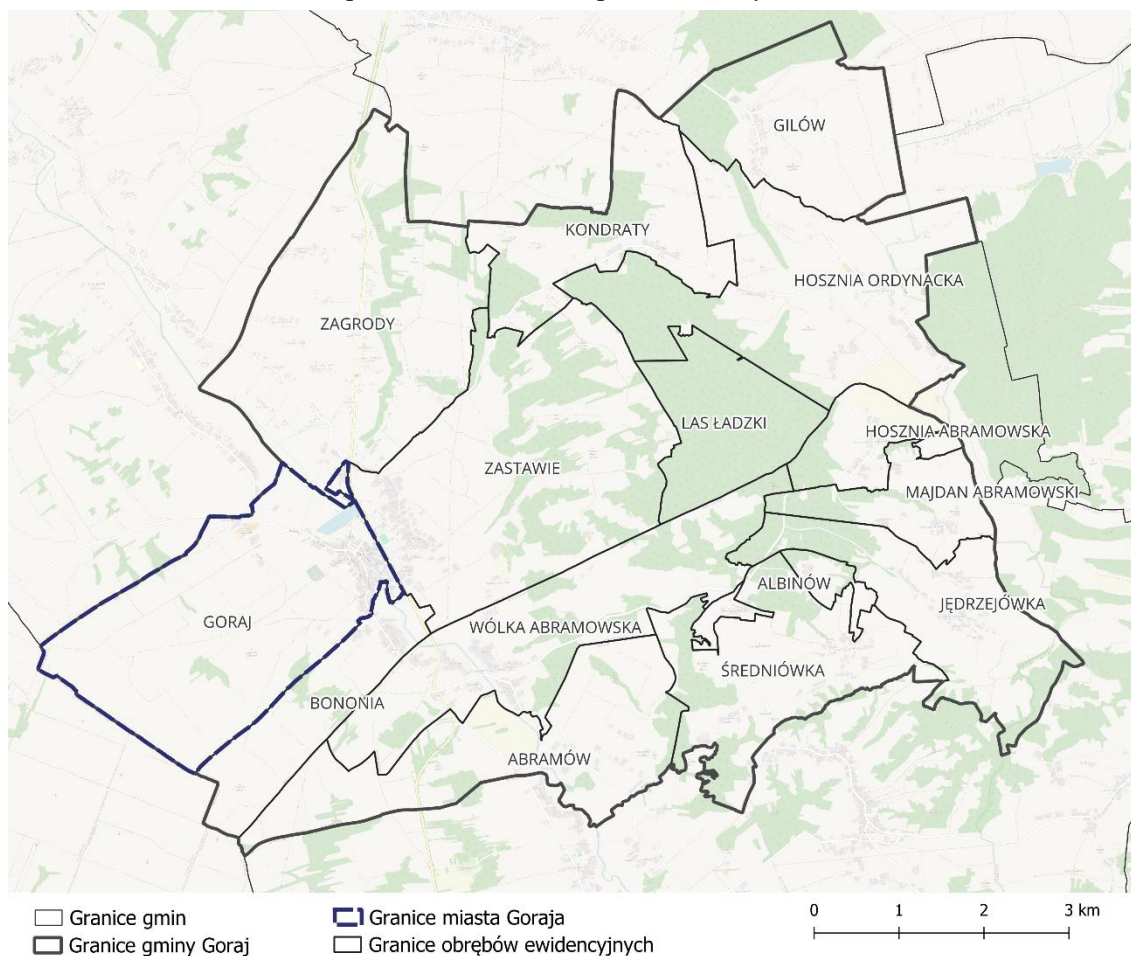 GILÓW
KONDRATY
HOSZNIA ORDYNACKA
ZAGRODY
LAS ŁADZKI
HOSZNIA ABRAMOWSKA
ZASTAWIE
MAJDAN ABRAMOWSKI
ALBINÓW
JĘDRZEJÓWKA
GORAJ
WÓLKA ABRAMOWSKA
ŚREDNIÓWKA
BONONIA
ABRAMÓW
Granice gmin
Granice miasta Goraja
0 1 2 3 km
Granice gminy Goraj
Granice obrębów ewidencyjnych